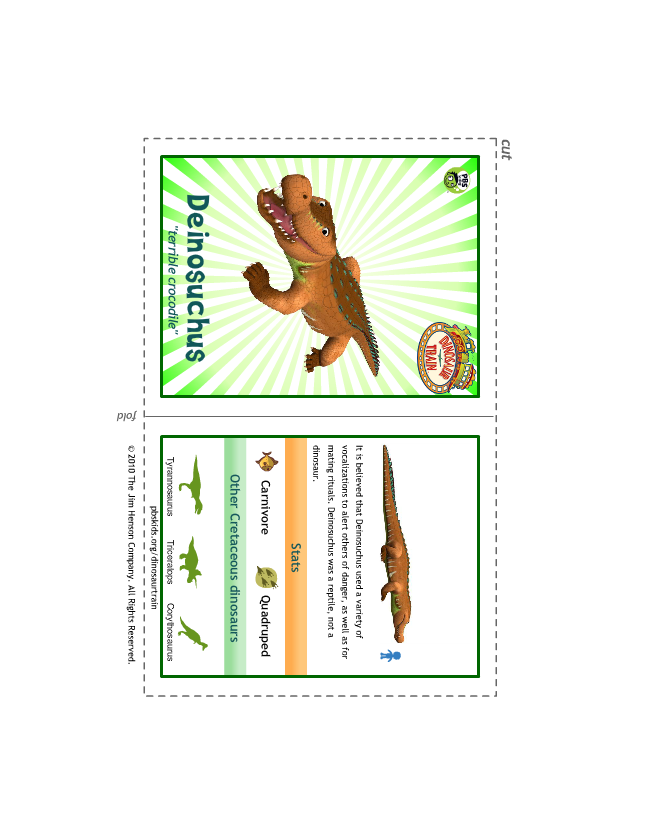 cut
PBS
KIDS
DINOSAUR
TRAIN
Deinosuchus
"terrible crocodile"
fold
It is believed that Deinosuchus used a variety of
vocalizations to alert others of danger, as well as for
mating rituals. Deinosuchus was a reptile, not a
dinosaur.
Stats
Carnivore
Quadruped
Other Cretaceous dinosaurs
Tyrannosaurus
Triceratops
Corythosaurus
pbskids.org/dinosaurtrain
© 2010 The Jim Henson Company. All Rights Reserved.